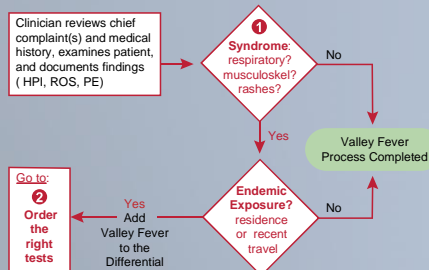 Clinician reviews chief
complaint(s) and medical
history, examines patient,
and documents findings
( HPI, ROS, PE)
1
Syndrome:
respiratory?
musculoskel?
rashes?
No
Yes
Valley Fever
Process Completed
Endemic
Exposure?
residence
or recent
travel
No
Yes
Add
Valley Fever
to the
Differential
Go to:
2
Order
the
right
tests